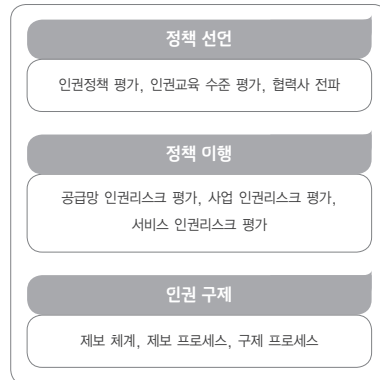 정책 선언
인권정책 평가, 인권교육 수준 평가, 협력사 전파
정책 이행
공급망 인권리스크 평가, 사업 인권리스크 평가,
서비스 인권리스크 평가
인권 구제
제보 체계, 제보 프로세스, 구제 프로세스